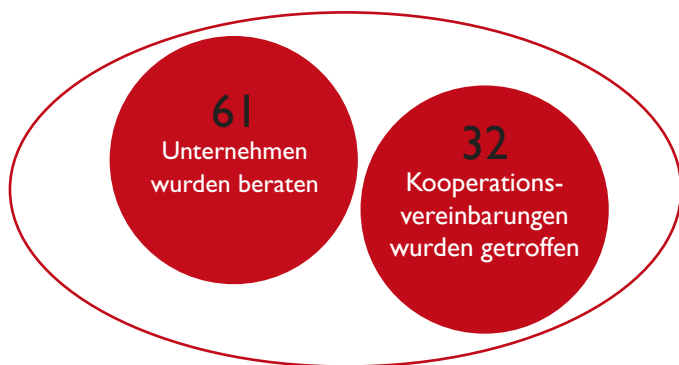 61
Unternehmen
wurden beraten
32
Kooperations-
vereinbarungen
wurden getroffen